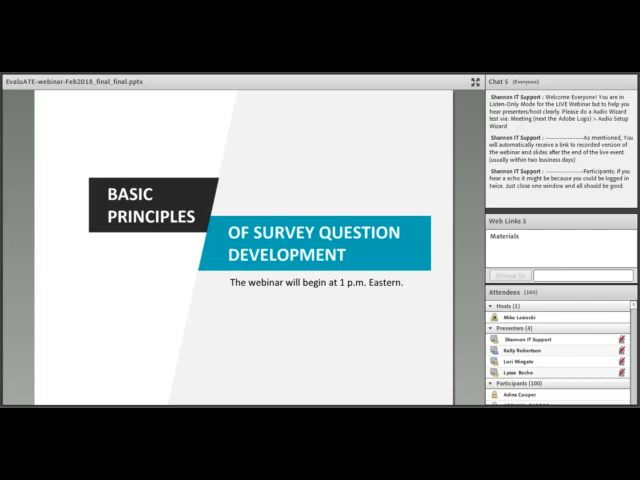 EvaluATE-webinar-Feb2018_final_final.pptx
BASIC
PRINCIPLES
OF SURVEY QUESTION
DEVELOPMENT
The webinar will begin at 1 p.m. Eastern.
Chat 5 (Everyone)
Shannon IT Support : Welcome Everyone! You are in
Listen-Only Mode for the LIVE Webinar but to help you
hear presenters/host clearly. Please do a Audio Wizard
test via: Meeting (next the Adobe Logo) > Audio Setup
Wizard
Shannon IT Support : -------------------As mentioned, You
will automatically receive a link to recorded version of
the webinar and slides after the end of the live event
(usually within two business days)
Shannon IT Support : -------------------Participants: If you
hear a echo it might be because you could be logged in
twice. Just close one window and all should be good.
Web Links 5
Materials
Browse To
Attendees (105)
Hosts (1)
Mike Lesiecki
Presenters (4)
Shannon IT Support
Kelly Robertson
Lori Wingate
Lyssa Becho
Participants (100)
Adina Cooper